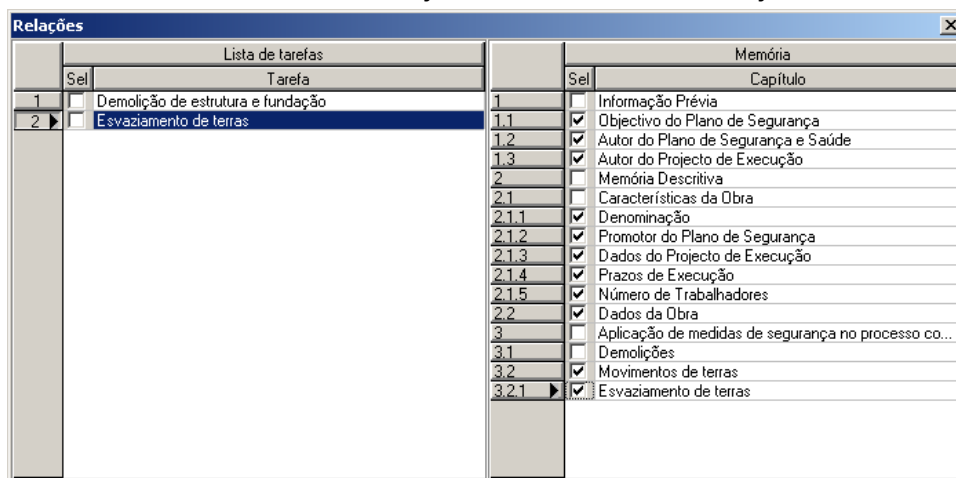 Relações
Lista de tarefas
Sel Tarefa
1 Demolição de estrutura e fundação
2 Esvaziamento de terras
Memória
Sel Capítulo
1 Informação Prévia
1.1 Objectivo do Plano de Segurança
1.2 Autor do Plano de Segurança e Saúde
1.3 Autor do Projecto de Execução
2 Memória Descritiva
2.1 Características da Obra
2.1.1 Denominação
2.1.2 Promotor do Plano de Segurança
2.1.3 Dados do Projecto de Execução
2.1.4 Prazos de Execução
2.1.5 Número de Trabalhadores
2.2 Dados da Obra
3 Aplicação de medidas de segurança no processo co...
3.1 Demolições
3.2 Movimentos de terras
3.2.1 Esvaziamento de terras